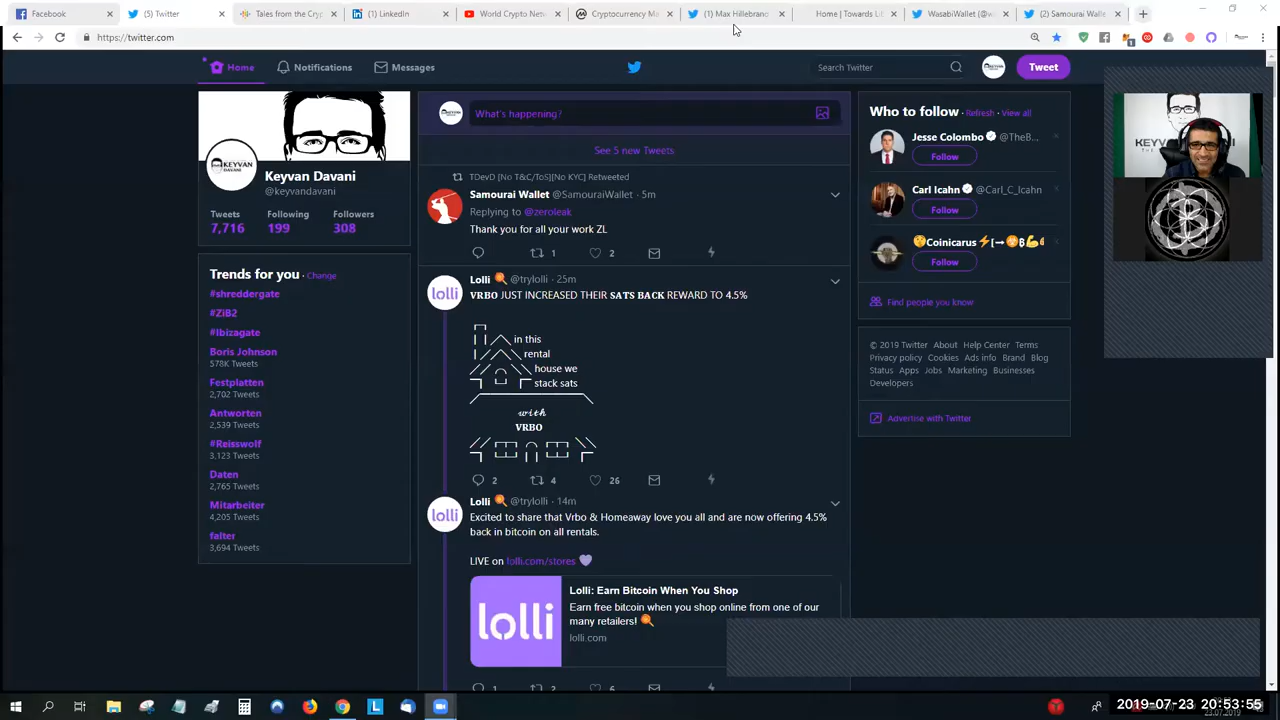 Facebook
(5) Twitter
Tales from the Cryp
(1) LinkedIn
World Crypto Netw
Cryptocurrency Ma
(1) Max Hillebrand
Home | Towards Lib
WasabiWallet (@wa
(2) Samourai Walle
https://twitter.com
Home
Notifications
Messages
Search Twitter
Tweet
KEYVAN
DAVANI
Keyvan Davani
@keyvandavani
Tweets Following Followers
7,716 199 308
Trends for you · Change
#shreddergate
#ZiB2
#Ibizagate
Boris Johnson
578K Tweets
Festplatten
2,702 Tweets
Antworten
2,539 Tweets
#Reisswolf
3,123 Tweets
Daten
2,765 Tweets
Mitarbeiter
4,205 Tweets
falter
3,694 Tweets
What's happening?
See 5 new Tweets
TDevD [No T&C/ToS][No KYC] Retweeted
Samourai Wallet @SamouraiWallet · 5m
Replying to @zeroleak
Thank you for all your work ZL
1 2
Lolli @trylolli · 25m
VRBO JUST INCREASED THEIR SATS BACK REWARD TO 4.5%
in this
rental
house we
stack sats
with
VRBO
2 4 26
Lolli @trylolli · 14m
Excited to share that Vrbo & Homeaway love you all and are now offering 4.5%
back in bitcoin on all rentals.
LIVE on lolli.com/stores
lolli
Lolli: Earn Bitcoin When You Shop
Earn free bitcoin when you shop online from one of our
many retailers!
lolli.com
1 2 6
Who to follow · Refresh · View all
Jesse Colombo @TheB...
Follow
Carl Icahn @Carl_C_Icahn
Follow
Coinicarus
Follow
Find people you know
© 2019 Twitter About Help Center Terms
Privacy policy Cookies Ads info Brand Blog
Status Apps Jobs Marketing Businesses
Developers
Advertise with Twitter
2019-07-23 20:53:55